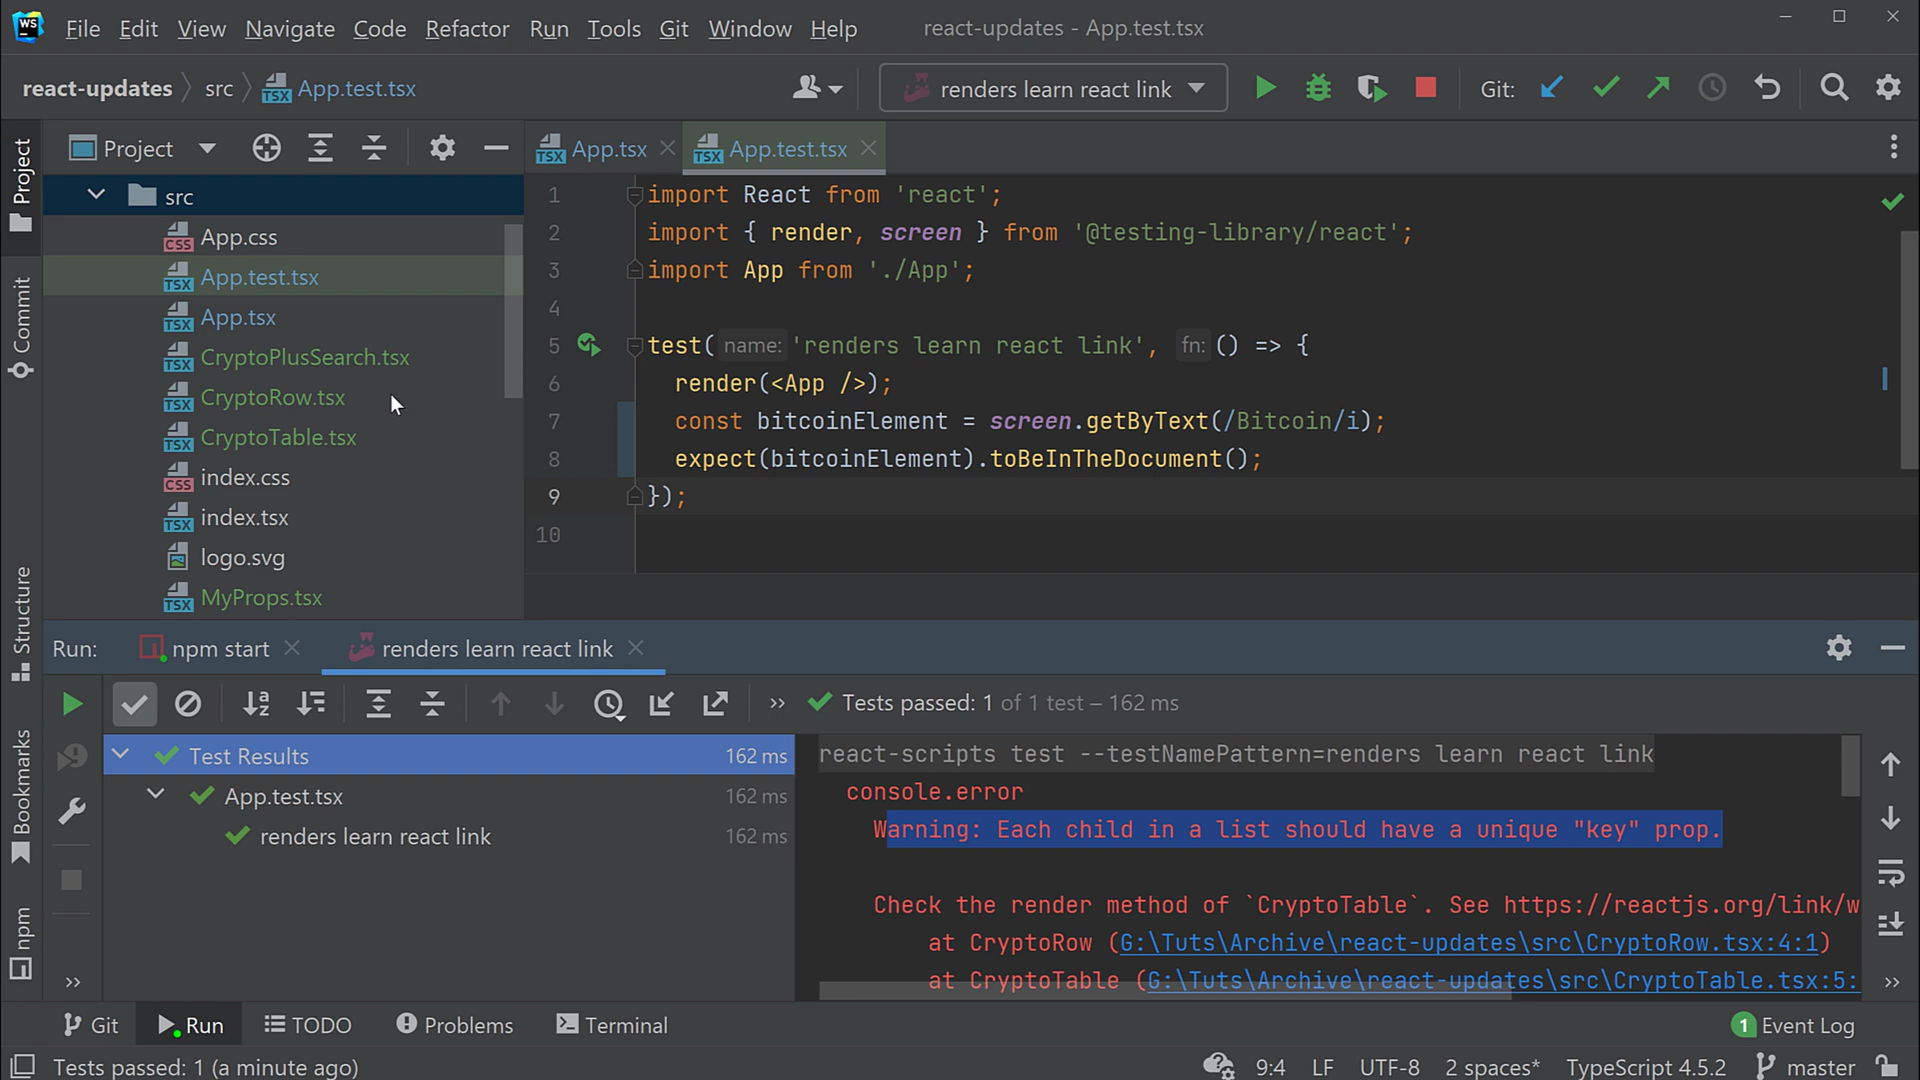 WS File Edit View Navigate Code Refactor Run Tools Git Window Help react-updates - App.test.tsx
react-updates src App.test.tsx renders learn react link Git:
Project App.tsx App.test.tsx
src
App.css
App.test.tsx
App.tsx
CryptoPlusSearch.tsx
CryptoRow.tsx
CryptoTable.tsx
index.css
index.tsx
logo.svg
MyProps.tsx
Project
Commit
Structure
Bookmarks
npm
1 import React from 'react';
2 import { render, screen } from '@testing-library/react';
3 import App from './App';
4
5 test( name: 'renders learn react link', fn: () => {
6 render(<App />);
7 const bitcoinElement = screen.getByText(/Bitcoin/i);
8 expect(bitcoinElement).toBeInTheDocument();
9 });
10
Run: npm start renders learn react link
Tests passed: 1 of 1 test – 162 ms
Test Results 162 ms
App.test.tsx 162 ms
renders learn react link 162 ms
react-scripts test --testNamePattern=renders learn react link
console.error
Warning: Each child in a list should have a unique "key" prop.
Check the render method of `CryptoTable`. See https://reactjs.org/link/w
at CryptoRow (G:\Tuts\Archive\react-updates\src\CryptoRow.tsx:4:1)
at CryptoTable (G:\Tuts\Archive\react-updates\src\CryptoTable.tsx:5:
Git Run TODO Problems Terminal 1 Event Log
Tests passed: 1 (a minute ago) 9:4 LF UTF-8 2 spaces* TypeScript 4.5.2 master